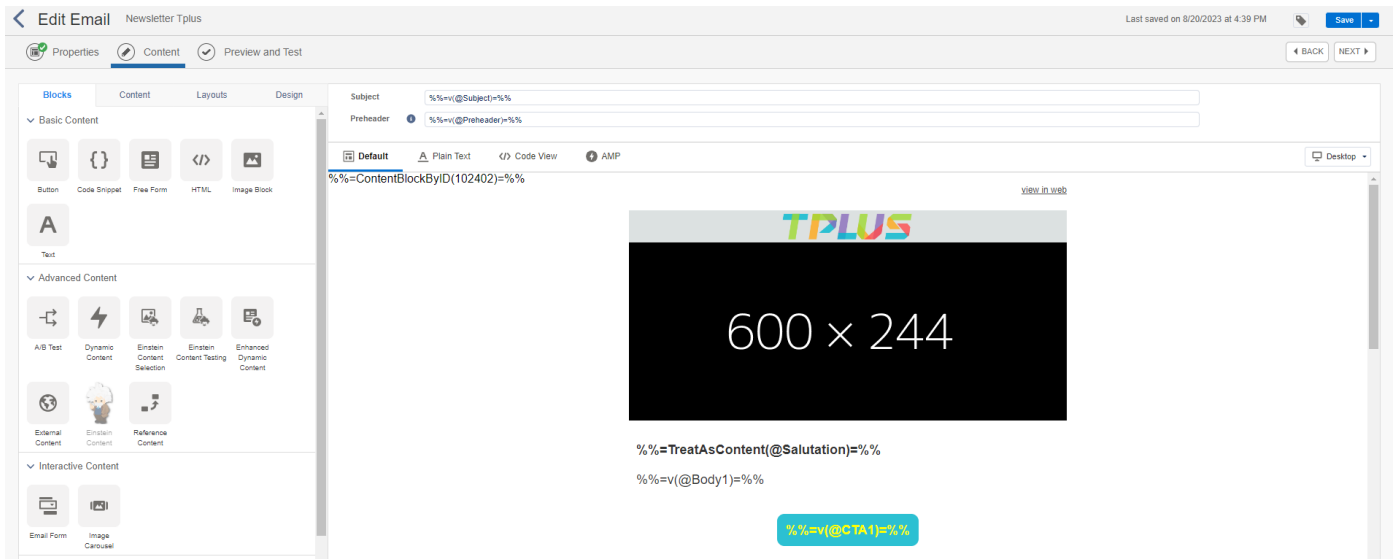 Edit Email Newsletter Tplus Last saved on 8/20/2023 at 4:39 PM Save
Properties Content Preview and Test BACK NEXT
Blocks Content Layouts Design
Subject %%=v(@Subject)=%%
Preheader %%=v(@Preheader)=%%
Basic Content
Button Code Snippet Free Form HTML Image Block
Text
Advanced Content
A/B Test Dynamic Content Einstein Content Selection Einstein Content Testing Enhanced Dynamic Content
External Content Einstein Content Reference Content
Interactive Content
Email Form Image Carousel
Default A Plain Text </> Code View AMP Desktop
%%=ContentBlockByID(102402)=%%
view in web
TPLUS
600 × 244
%%=TreatAsContent(@Salutation)=%%
%%=v(@Body1)=%%
%%=v(@CTA1)=%%